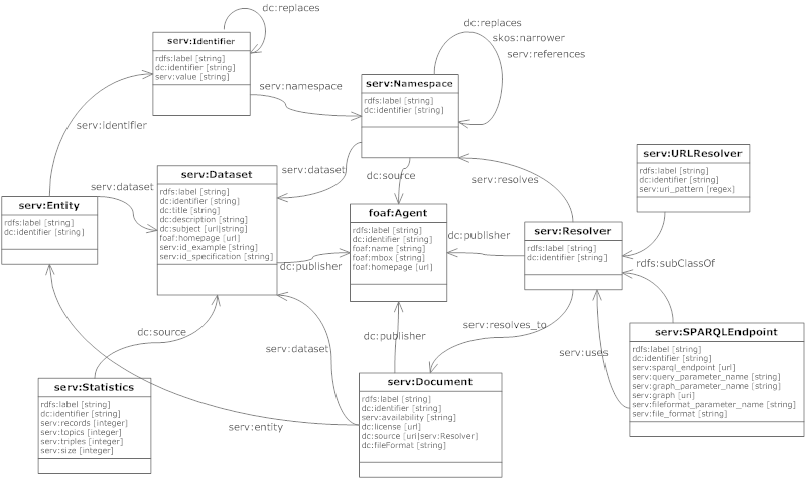 dc:replaces
serv:Identifier
rdfs:label [string]
dc:identifier [string]
serv:value [string]
serv:namespace
dc:replaces
skos:narrower
serv:references
serv:Namespace
rdfs:label [string]
dc:identifier [string]
serv:identifier
serv:dataset
serv:dataset
dc:source
serv:resolves
serv:URLResolver
rdfs:label [string]
dc:identifier [string]
serv:uri_pattern [regex]
serv:Entity
rdfs:label [string]
dc:identifier [string]
serv:Dataset
rdfs:label [string]
dc:identifier [string]
dc:title [string]
dc:description [string]
dc:subject [url|string]
foaf:homepage [url]
serv:id_example [string]
serv:id_specification [string]
dc:publisher
foaf:Agent
rdfs:label [string]
dc:identifier [string]
foaf:name [string]
foaf:mbox [string]
foaf:homepage [url]
dc:publisher
serv:Resolver
rdfs:label [string]
dc:identifier [string]
rdfs:subClassOf
dc:source
serv:dataset
dc:publisher
serv:resolves_to
serv:uses
serv:SPARQLEndpoint
rdfs:label [string]
dc:identifier [string]
serv:sparql_endpoint [url]
serv:query_parameter_name [string]
serv:graph_parameter_name [string]
serv:graph [uri]
serv:fileformat_parameter_name [string]
serv:file_format [string]
serv:Statistics
rdfs:label [string]
dc:identifier [string]
serv:records [integer]
serv:topics [integer]
serv:triples [integer]
serv:size [integer]
serv:entity
serv:Document
rdfs:label [string]
dc:identifier [string]
serv:availability [string]
dc:license [url]
dc:source [url|serv:Resolver]
dc:fileFormat [string]